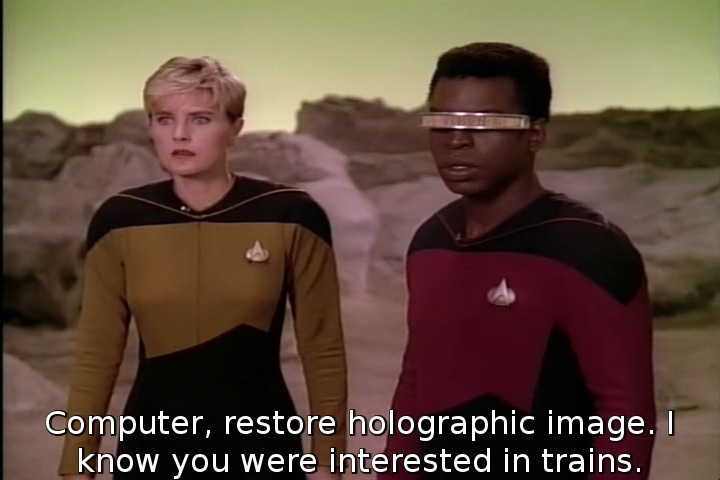 Computer, restore holographic image. I
know you were interested in trains.